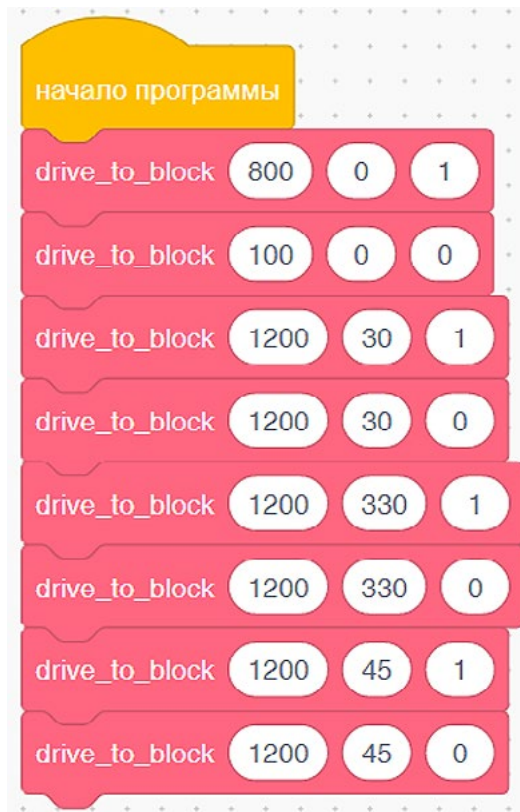 начало программы
drive_to_block 800 0 1
drive_to_block 100 0 0
drive_to_block 1200 30 1
drive_to_block 1200 30 0
drive_to_block 1200 330 1
drive_to_block 1200 330 0
drive_to_block 1200 45 1
drive_to_block 1200 45 0